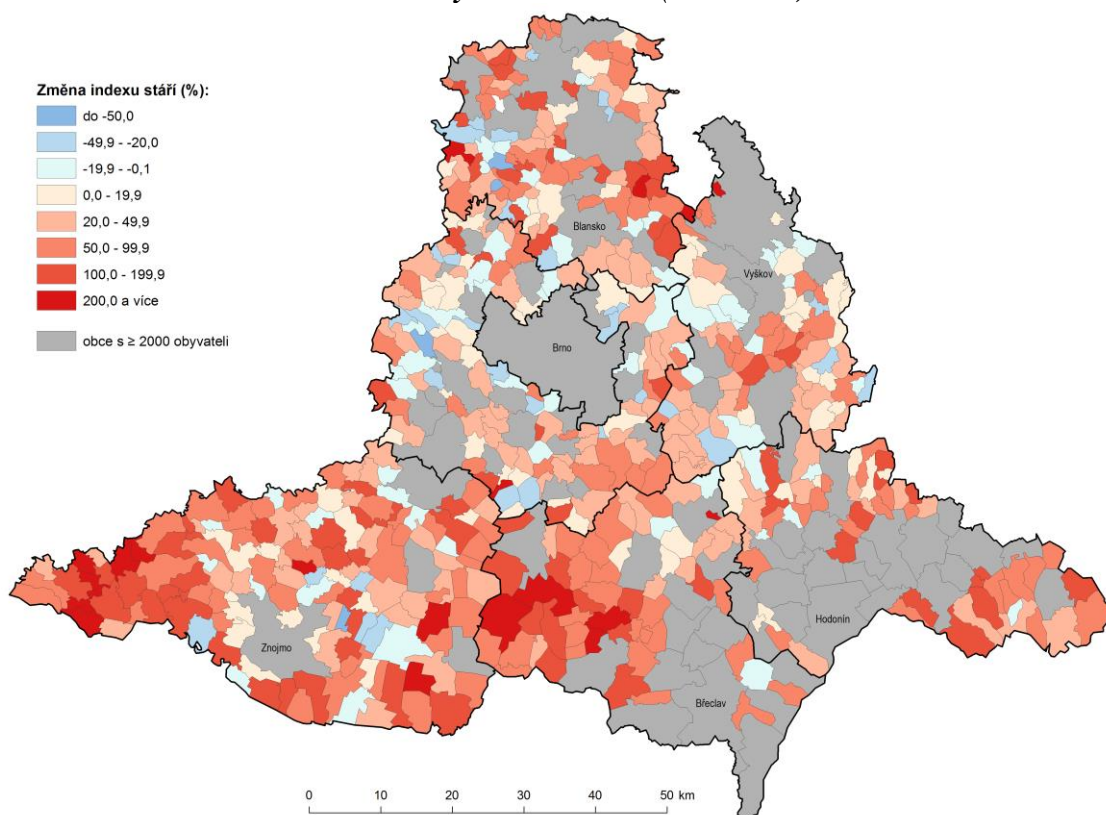 Změna indexu stáří (%):
do -50,0
-49,9 - -20,0
-19,9 - -0,1
0,0 - 19,9
20,0 - 49,9
50,0 - 99,9
100,0 - 199,9
200,0 a více
obce s ≥ 2000 obyvateli
Blansko
Vyškov
Brno
Hodonín
Znojmo
Břeclav
0 10 20 30 40 50 km